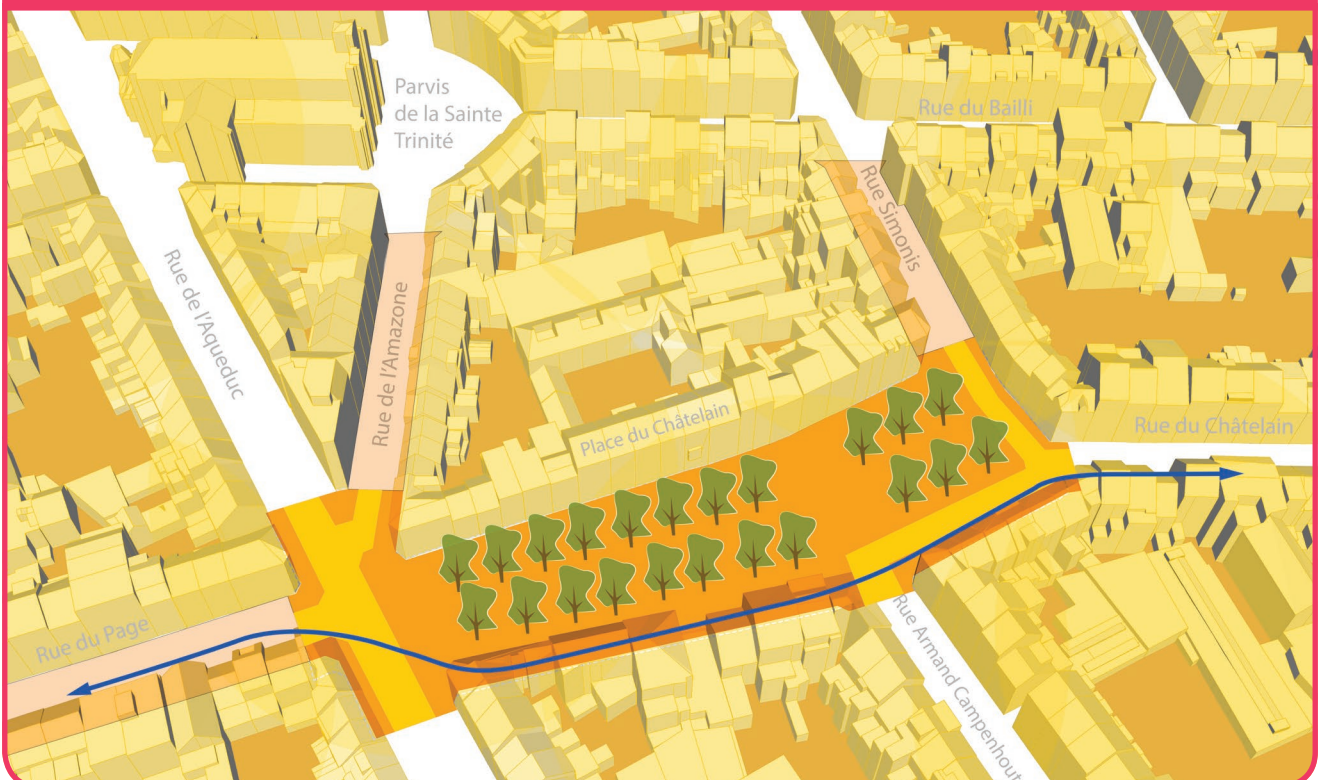 Parvis
de la Sainte
Trinité
Rue du Bailli
Rue Simonis
Rue de l'Aqueduc
Rue de l'Amazone
Place du Châtelain
Rue du Châtelain
Rue du Page
Rue Armand Campenhout